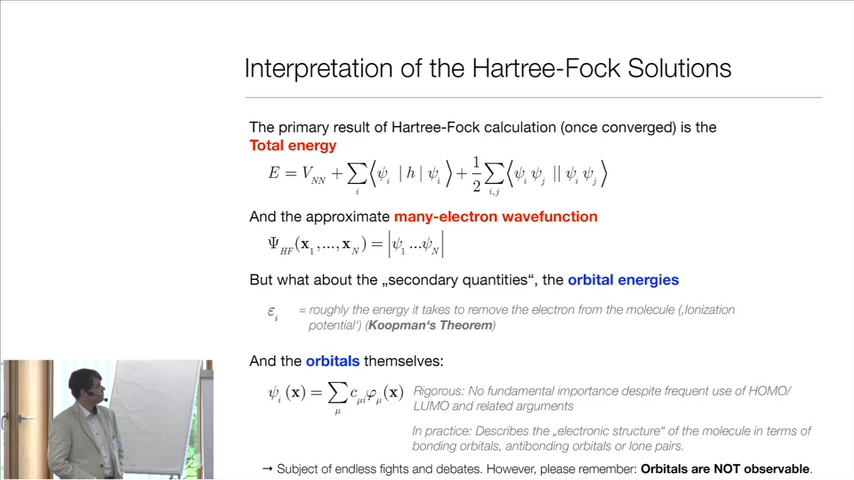 Interpretation of the Hartree-Fock Solutions
The primary result of Hartree-Fock calculation (once converged) is the
Total energy
E = V_NN + ∑_i ⟨ψ_i | h | ψ_i⟩ + 1/2 ∑_{i,j} ⟨ψ_i ψ_j || ψ_i ψ_j⟩
And the approximate many-electron wavefunction
Ψ_HF(x_1,...,x_N) = |ψ_1 ...ψ_N|
But what about the „secondary quantities“, the orbital energies
ε_i = roughly the energy it takes to remove the electron from the molecule (‚Ionization
potential‘) (Koopman‘s Theorem)
And the orbitals themselves:
ψ_i(x) = ∑_μ c_μi φ_μ(x) Rigorous: No fundamental importance despite frequent use of HOMO/
LUMO and related arguments
In practice: Describes the „electronic structure“ of the molecule in terms of
bonding orbitals, antibonding orbitals or lone pairs.
→ Subject of endless fights and debates. However, please remember: Orbitals are NOT observable.